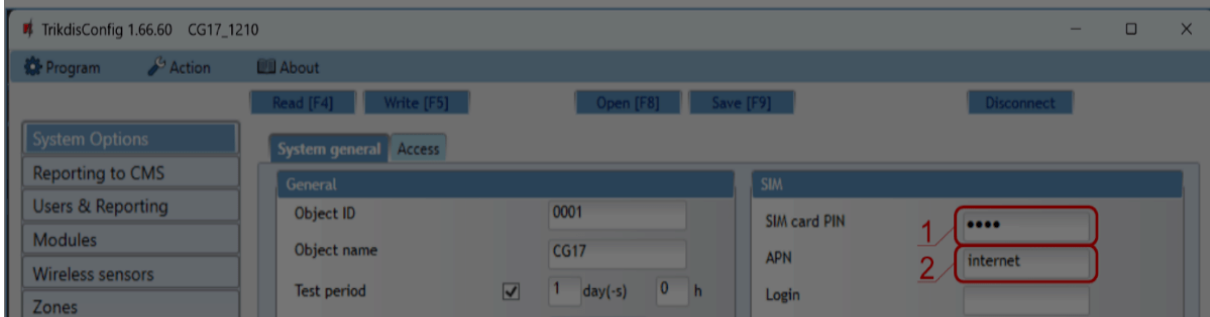 TrikdisConfig 1.66.60 CG17_1210
Program Action About
Read [F4] Write [F5] Open [F8] Save [F9] Disconnect
System Options
Reporting to CMS
Users & Reporting
Modules
Wireless sensors
Zones
System general Access
General
Object ID 0001
Object name CG17
Test period 1 day(-s) 0 h
SIM
SIM card PIN 1 ••••
APN 2 internet
Login